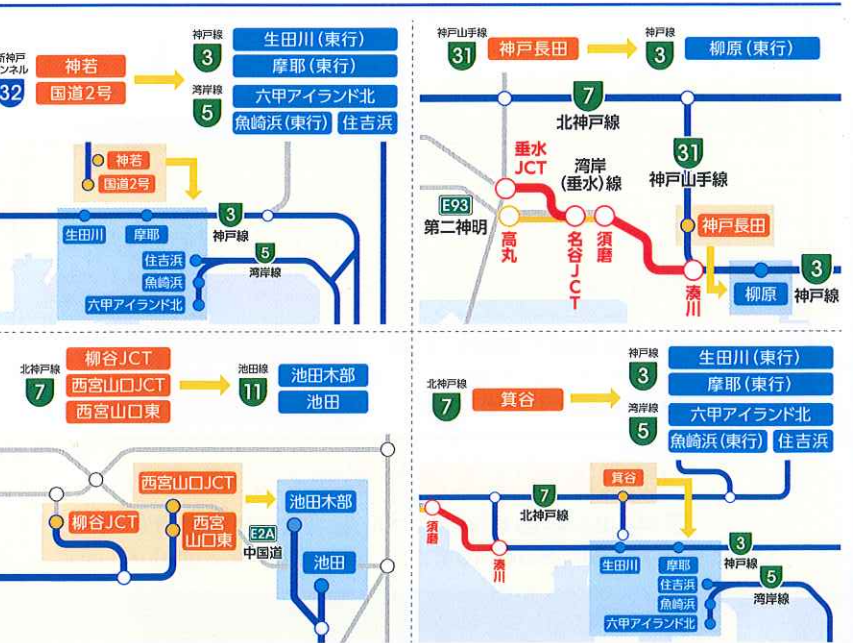 神戸線
3
生田川(東行)
摩耶(東行)
湾岸線
5
六甲アイランド北
魚崎浜(東行) 住吉浜
32
神若
国道2号
神若
国道2号
3
神戸線
生田川 摩耶
5
湾岸線
住吉浜
魚崎浜
六甲アイランド北
神戸山手線
31
神戸長田
神戸線
3
柳原(東行)
7
北神戸線
31
神戸山手線
垂水
JCT
湾岸
(垂水)線
E93
第二神明
高丸
名谷JCT
須磨
湊川
神戸長田
柳原
3
神戸線
北神戸線
7
柳谷JCT
西宮山口JCT
西宮山口東
池田線
11
池田木部
池田
西宮山口JCT
柳谷JCT
西宮
山口東
E2A
中国道
池田木部
池田
北神戸線
7
箕谷
神戸線
3
生田川(東行)
摩耶(東行)
湾岸線
5
六甲アイランド北
魚崎浜(東行) 住吉浜
箕谷
7
北神戸線
須磨
湊川
3
神戸線
生田川 摩耶
住吉浜
魚崎浜
六甲アイランド北
5
湾岸線